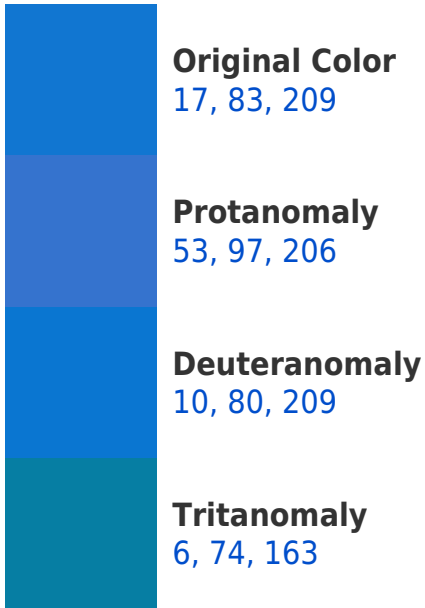 Original Color
17, 83, 209
Protanomaly
53, 97, 206
Deuteranomaly
10, 80, 209
Tritanomaly
6, 74, 163